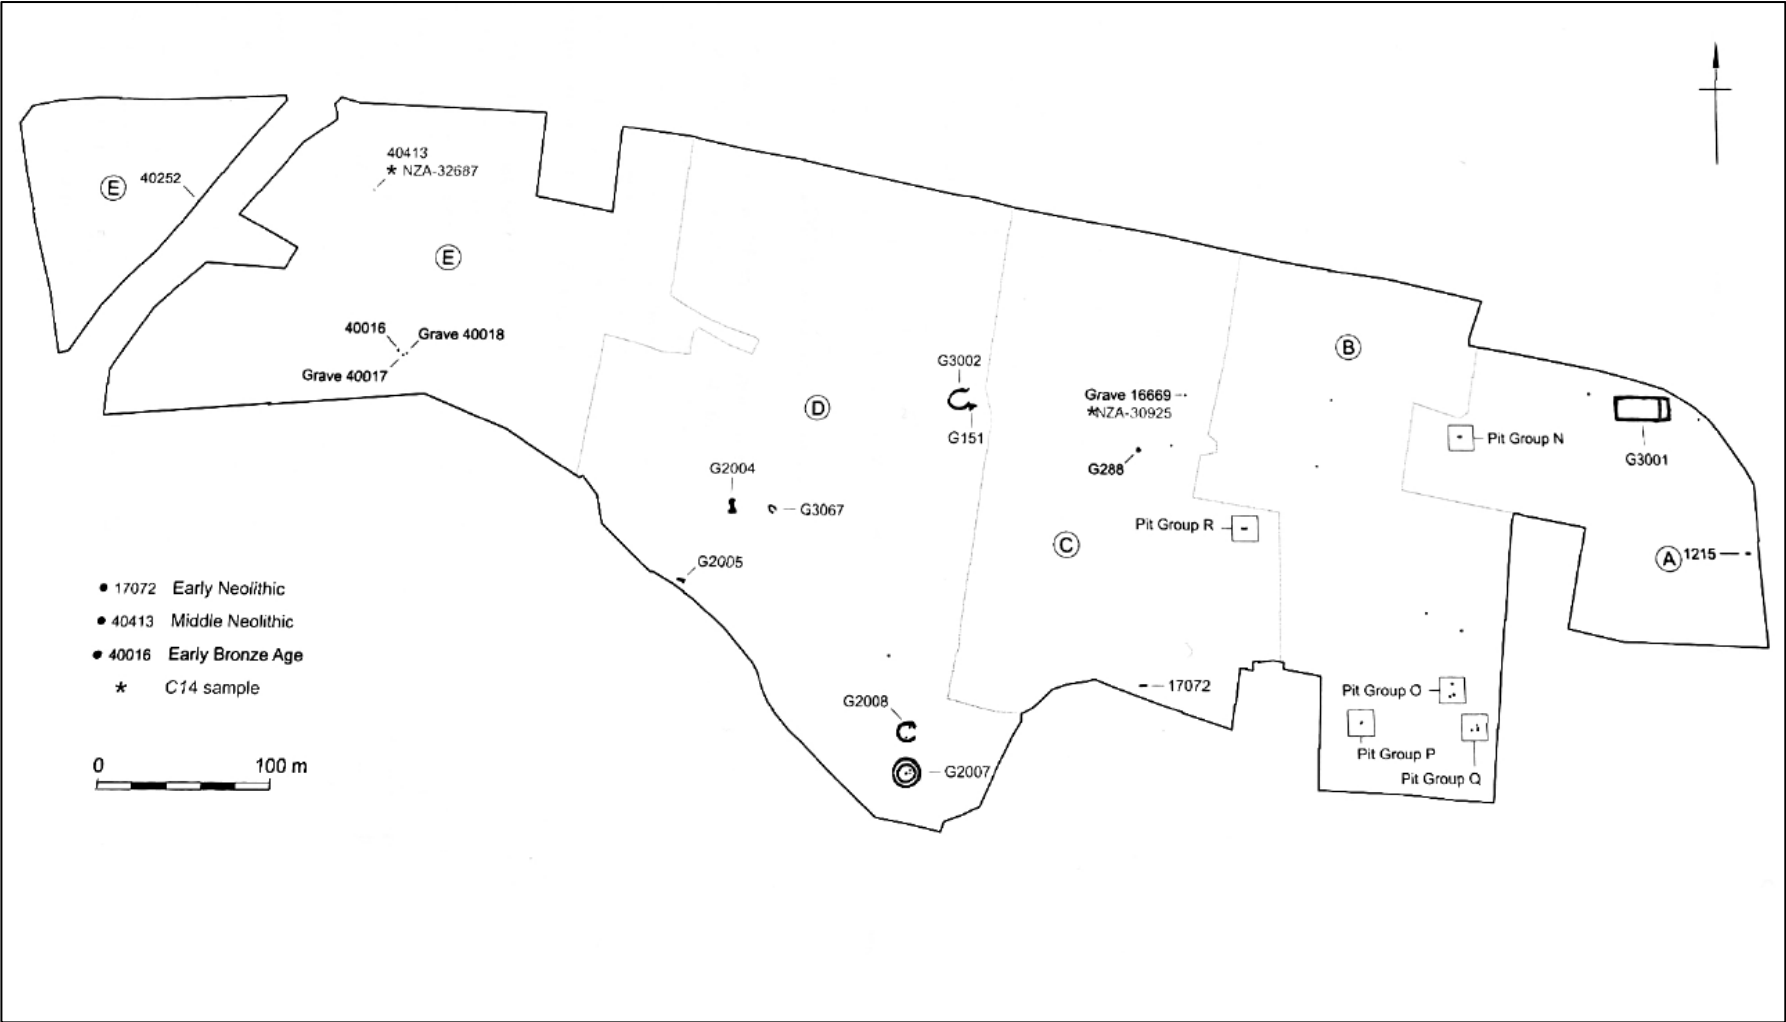 40413
* NZA-32687
E
40252
E
40016
Grave 40018
Grave 40017
B
G3002
D
Grave 16669
*NZA-30925
G151
Pit Group N
G3001
G288
G2004
G3067
Pit Group R
C
A
1215
G2005
17072 Early Neolithic
40413 Middle Neolithic
40016 Early Bronze Age
* C14 sample
17072
Pit Group O
G2008
Pit Group P
Pit Group Q
G2007
0 100 m